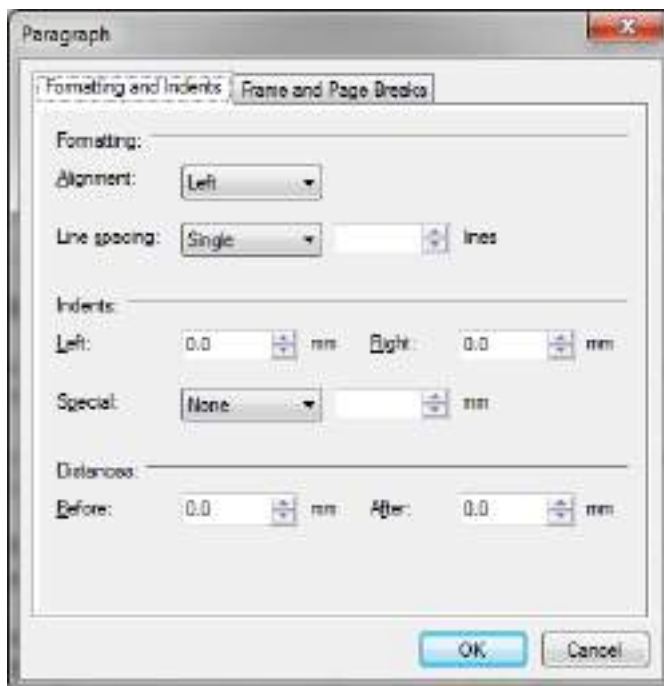 Paragraph
Formatting and Indents Frame and Page Breaks
Formatting:
Alignment: Left
Line spacing: Single lines
Indents:
Left: 0.0 mm Right: 0.0 mm
Special: None mm
Distances:
Before: 0.0 mm After: 0.0 mm
OK Cancel